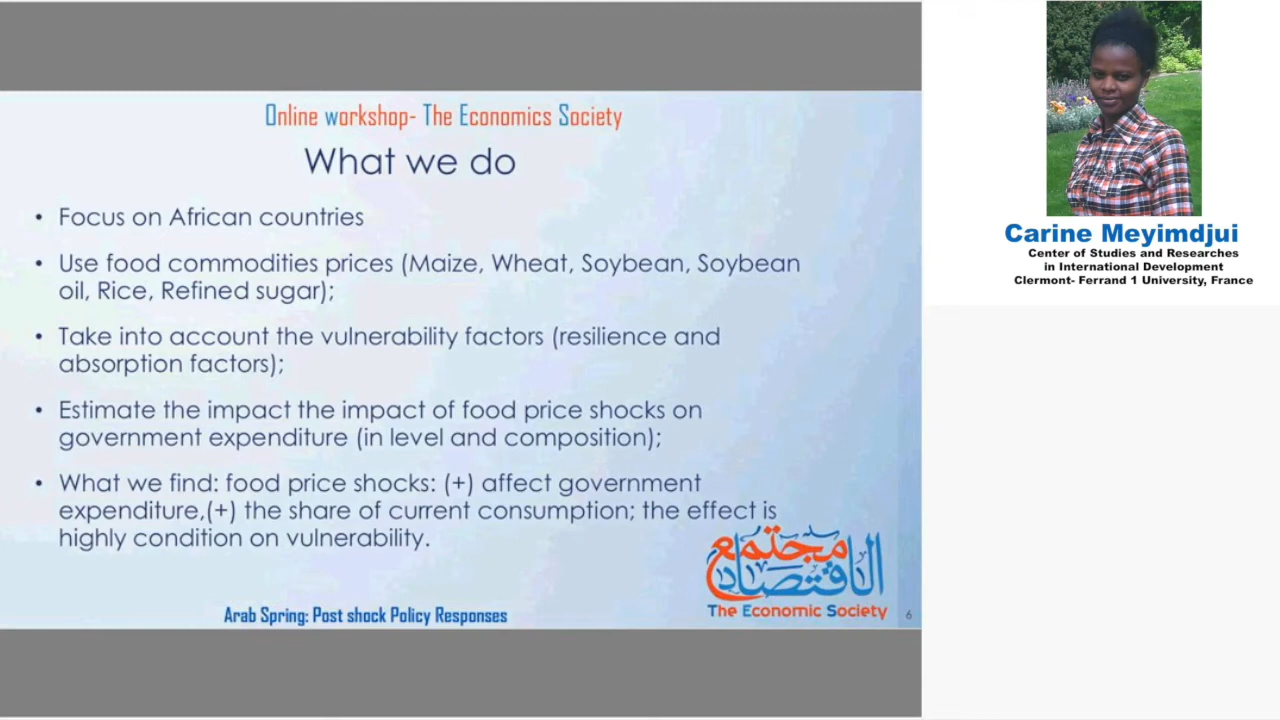 Online workshop- The Economics Society
What we do
• Focus on African countries
• Use food commodities prices (Maize, Wheat, Soybean, Soybean
oil, Rice, Refined sugar);
• Take into account the vulnerability factors (resilience and
absorption factors);
• Estimate the impact the impact of food price shocks on
government expenditure (in level and composition);
• What we find: food price shocks: (+) affect government
expenditure,(+) the share of current consumption; the effect is
highly condition on vulnerability.
مجتمع
الاقتصاد
The Economic Society
Arab Spring: Post shock Policy Responses
6
Carine Meyimdjui
Center of Studies and Researches
in International Development
Clermont- Ferrand 1 University, France